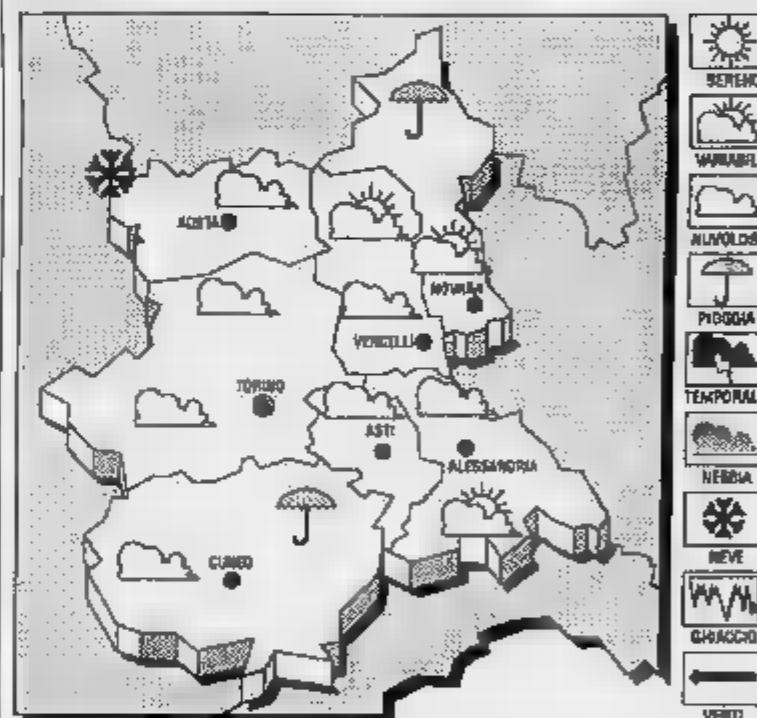 SERENO
VARIABILE
AOSTA
NUVOLOSO
NOVARA
PIOGGIA
VERCELLI
TORINO
TEMPORALE
ASTI
ALESSANDRIA
NEBBIA
NEVE
CUNEO
GHIACCIO
VENTI